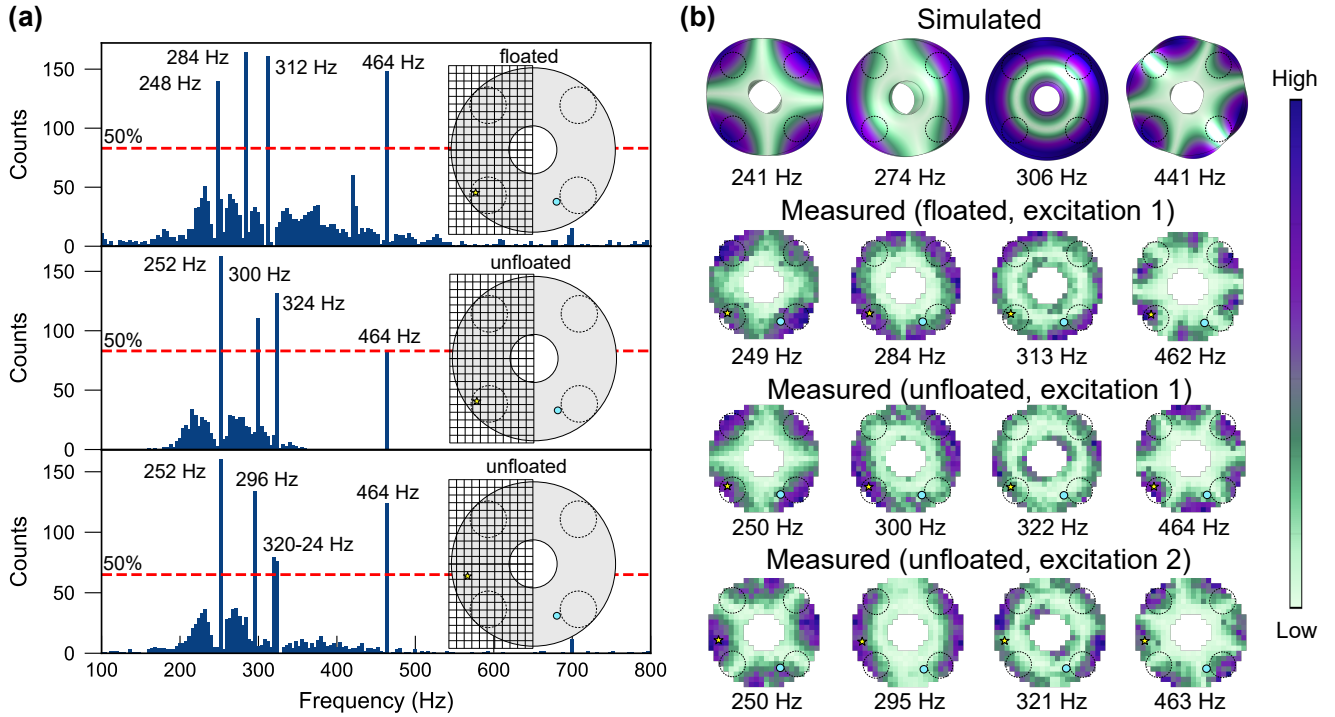 (a)
150
100
50
0
Counts
50%
248 Hz
284 Hz
312 Hz
464 Hz
floated
150
100
50
0
Counts
50%
252 Hz
300 Hz
324 Hz
464 Hz
unfloated
150
100
50
0
Counts
50%
252 Hz
296 Hz
320-24 Hz
464 Hz
unfloated
100 200 300 400 500 600 700 800
Frequency (Hz)
(b)
Simulated
241 Hz 274 Hz 306 Hz 441 Hz
Measured (floated, excitation 1)
249 Hz 284 Hz 313 Hz 462 Hz
Measured (unfloated, excitation 1)
250 Hz 300 Hz 322 Hz 464 Hz
Measured (unfloated, excitation 2)
250 Hz 295 Hz 321 Hz 463 Hz
High
Low